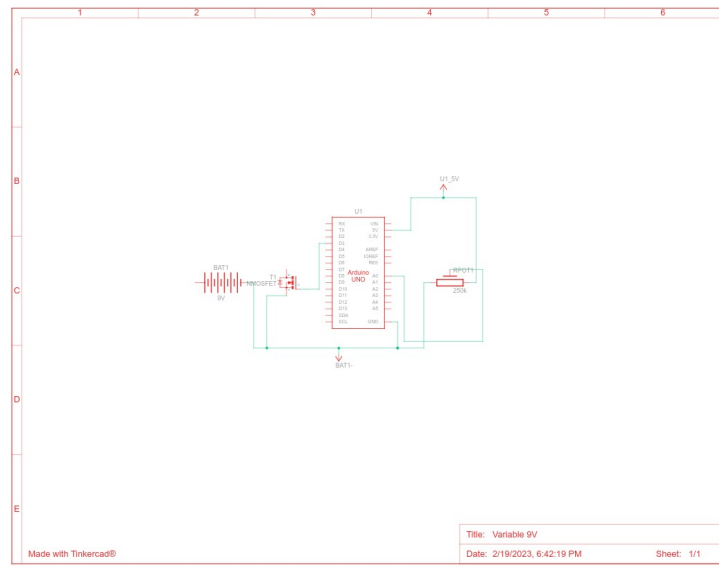 1 2 3 4 5 6
A
B
C
D
E
U1_5V
U1
RX
TX
D2
D3
D4
D5
D6
D7
D8
D9
D10
D11
D12
D13
SDA
SCL
Arduino
UNO
VIN
5V
3.3V
AREF
IOREF
RES
A0
A1
A2
A3
A4
A5
GND
BAT1
9V
T1
NMOSFET
RPOT1
250k
BAT1-
Title: Variable 9V
Date: 2/19/2023, 6:42:19 PM Sheet: 1/1
Made with Tinkercad®